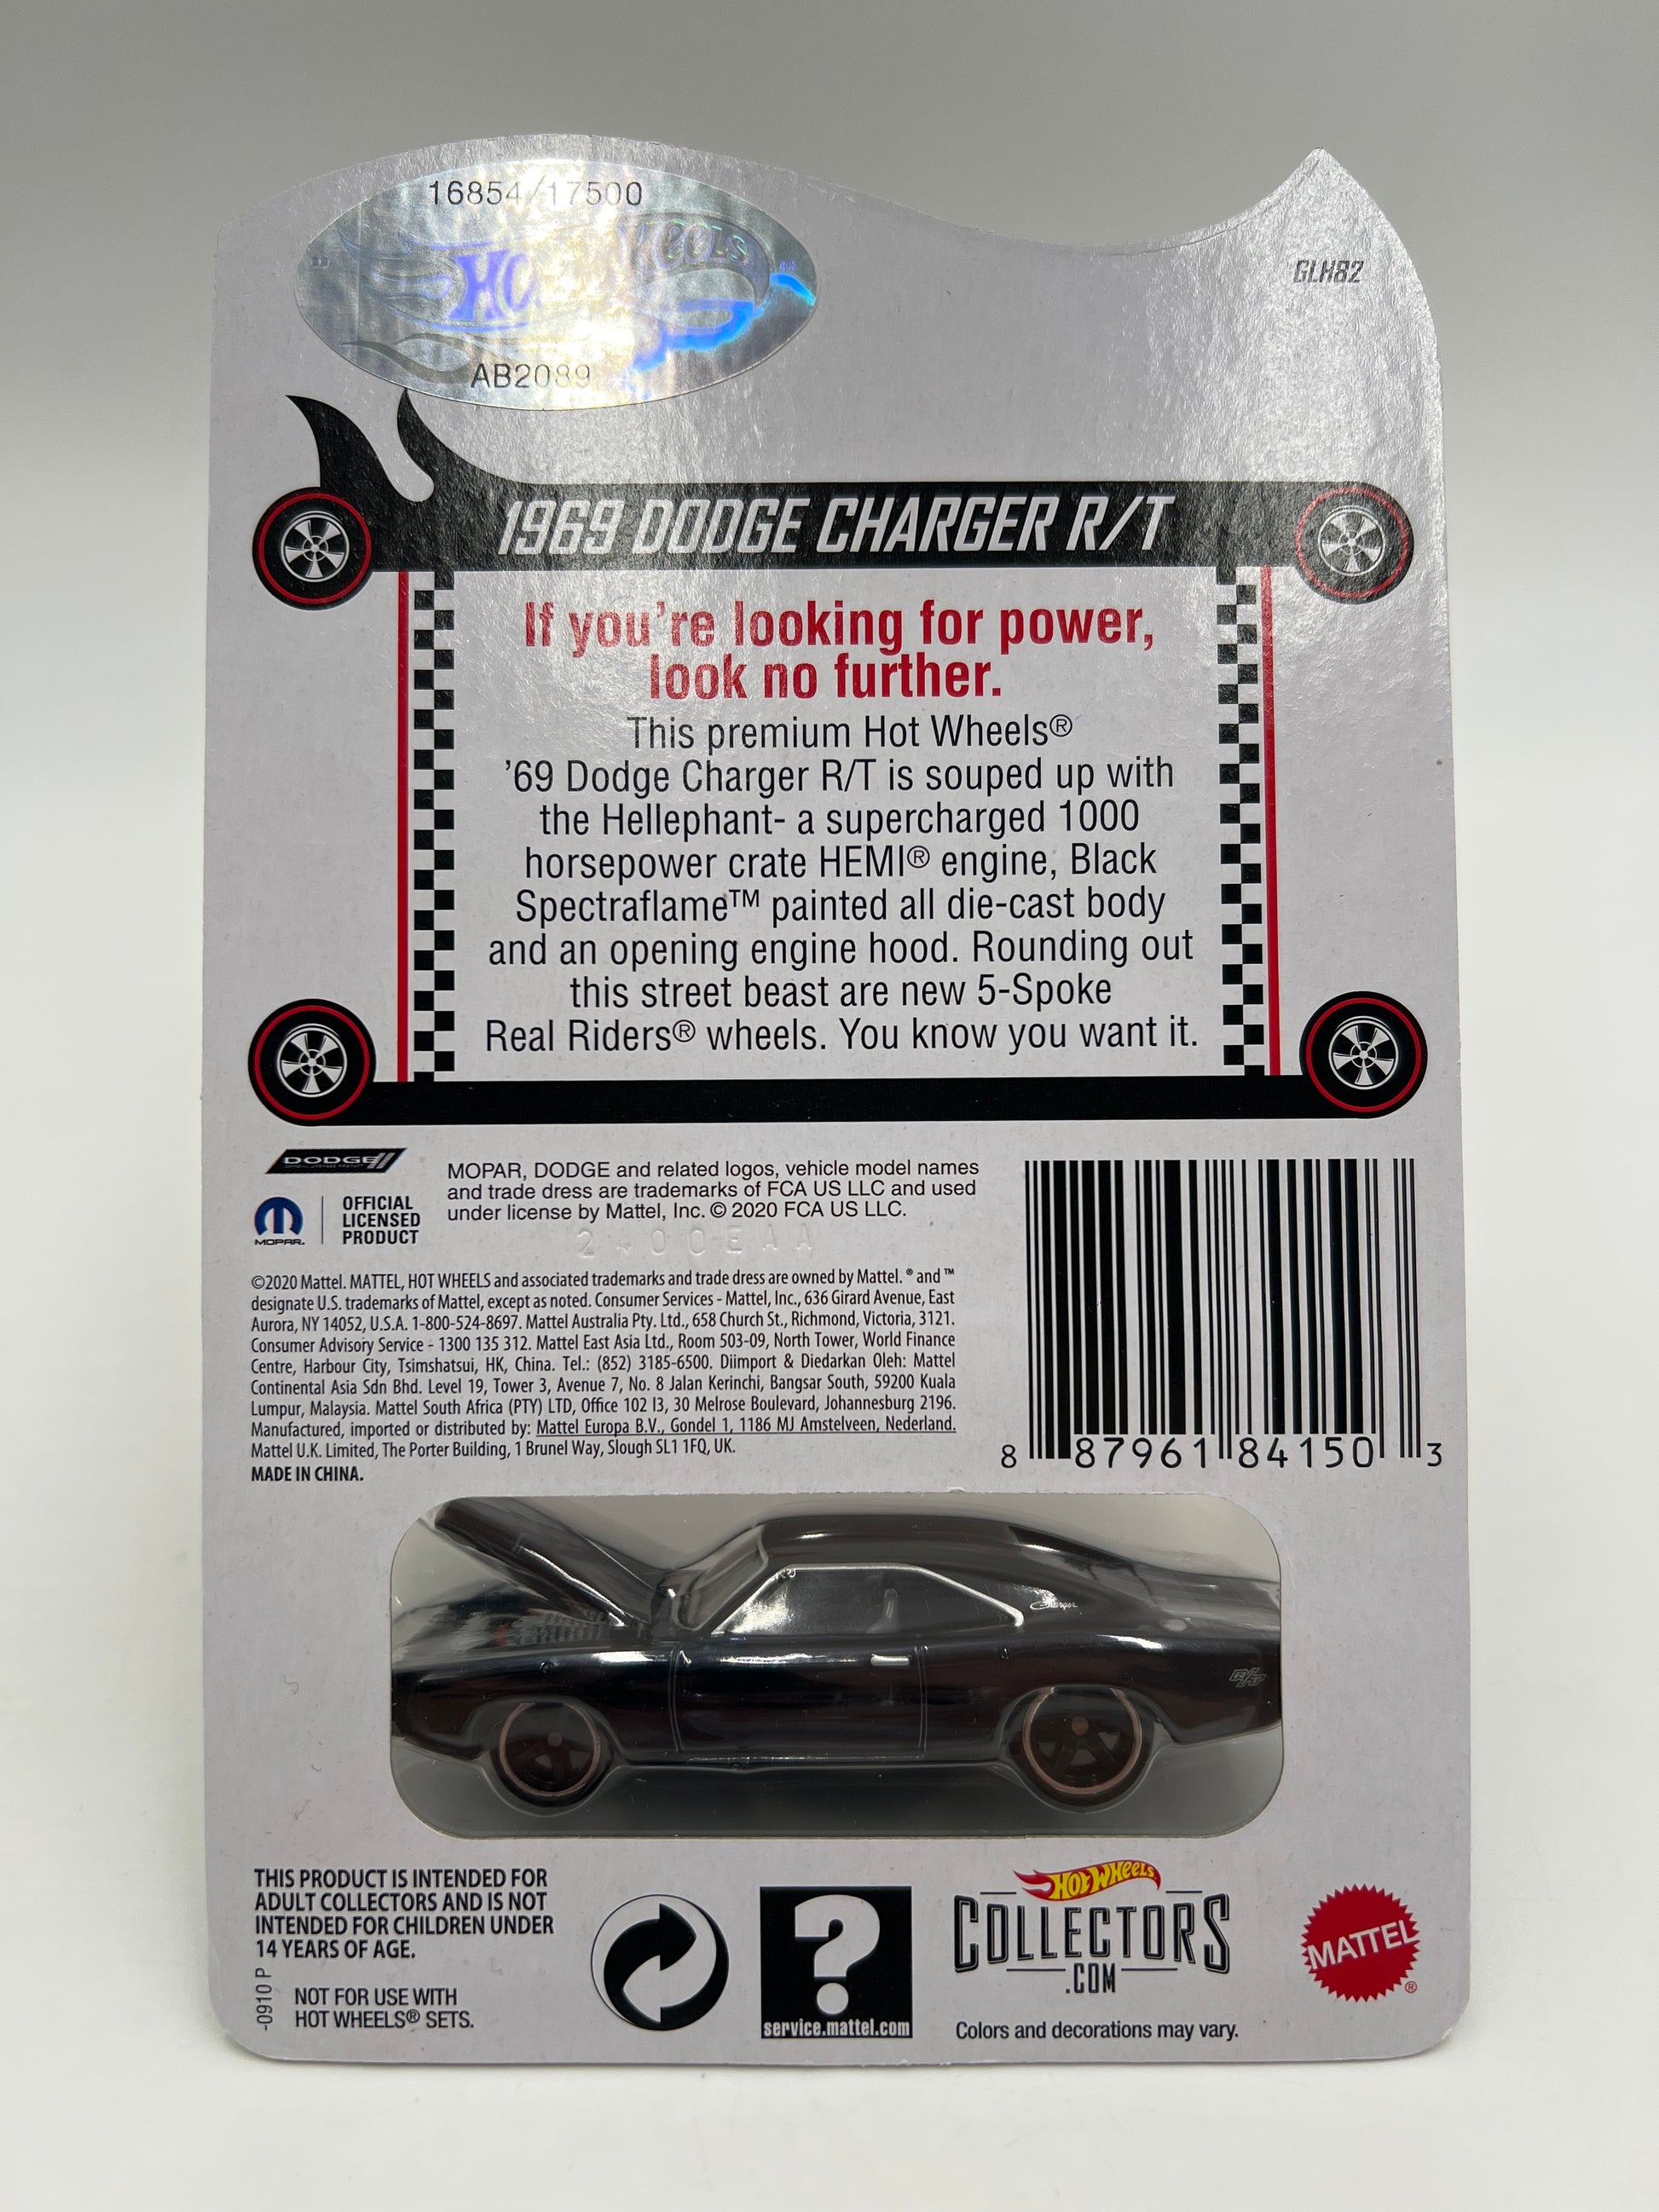 16854/17500
HOT WHEELS
AB2089
GLH82
1969 DODGE CHARGER R/T
If you're looking for power,
look no further.
This premium Hot Wheels®
'69 Dodge Charger R/T is souped up with
the Hellephant- a supercharged 1000
horsepower crate HEMI® engine, Black
Spectraflame™ painted all die-cast body
and an opening engine hood. Rounding out
this street beast are new 5-Spoke
Real Riders® wheels. You know you want it.
DODGE
MOPAR.
OFFICIAL
LICENSED
PRODUCT
MOPAR, DODGE and related logos, vehicle model names
and trade dress are trademarks of FCA US LLC and used
under license by Mattel, Inc. © 2020 FCA US LLC.
©2020 Mattel. MATTEL, HOT WHEELS and associated trademarks and trade dress are owned by Mattel. ® and ™
designate U.S. trademarks of Mattel, except as noted. Consumer Services - Mattel, Inc., 636 Girard Avenue, East
Aurora, NY 14052, U.S.A. 1-800-524-8697. Mattel Australia Pty. Ltd., 658 Church St., Richmond, Victoria, 3121.
Consumer Advisory Service - 1300 135 312. Mattel East Asia Ltd., Room 503-09, North Tower, World Finance
Centre, Harbour City, Tsimshatsui, HK, China. Tel.: (852) 3185-6500. Diimport & Diedarkan Oleh: Mattel
Continental Asia Sdn Bhd. Level 19, Tower 3, Avenue 7, No. 8 Jalan Kerinchi, Bangsar South, 59200 Kuala
Lumpur, Malaysia. Mattel South Africa (PTY) LTD, Office 102 I3, 30 Melrose Boulevard, Johannesburg 2196.
Manufactured, imported or distributed by: Mattel Europa B.V., Gondel 1, 1186 MJ Amstelveen, Nederland.
Mattel U.K. Limited, The Porter Building, 1 Brunel Way, Slough SL1 1FQ, UK.
MADE IN CHINA.
8 87961 84150 3
Charger
R/T
THIS PRODUCT IS INTENDED FOR
ADULT COLLECTORS AND IS NOT
INTENDED FOR CHILDREN UNDER
14 YEARS OF AGE.
-0910 P
NOT FOR USE WITH
HOT WHEELS® SETS.
?
service.mattel.com
HOT WHEELS
COLLECTORS
.COM
Colors and decorations may vary.
MATTEL
®